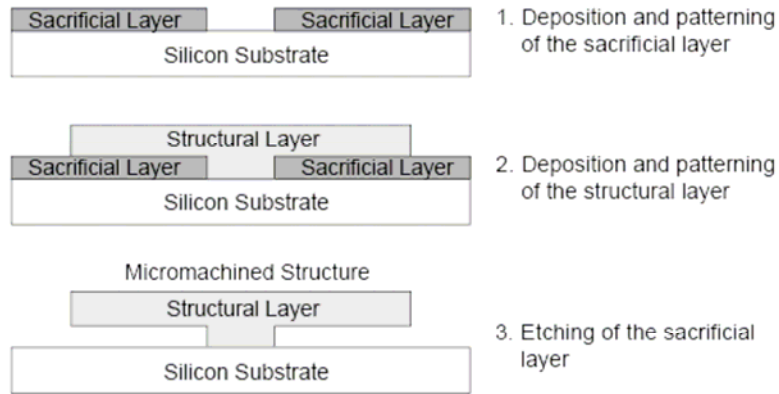 Sacrificial Layer Sacrificial Layer
Silicon Substrate
1. Deposition and patterning
of the sacrificial layer
Structural Layer
Sacrificial Layer Sacrificial Layer
Silicon Substrate
2. Deposition and patterning
of the structural layer
Micromachined Structure
Structural Layer
Silicon Substrate
3. Etching of the sacrificial
layer